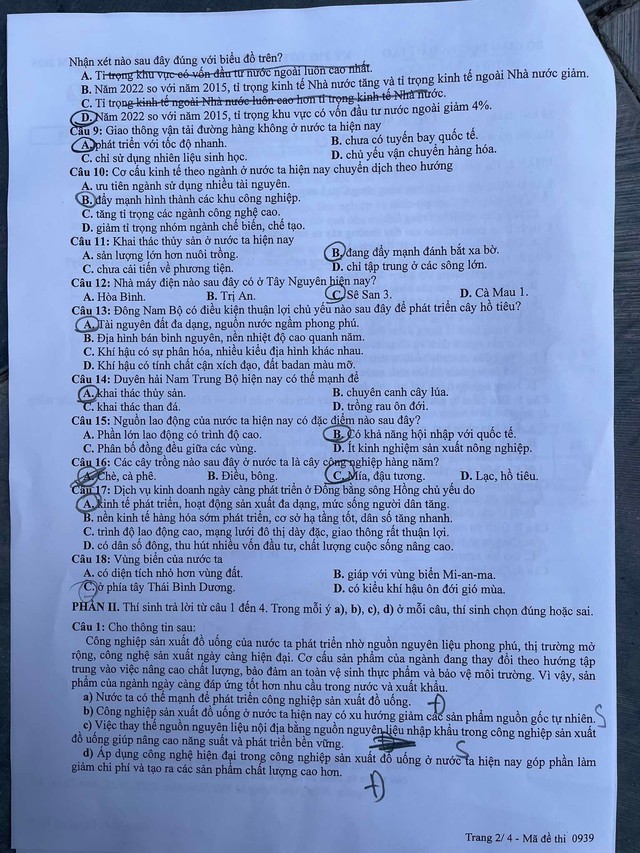 Nhận xét nào sau đây đúng với biểu đồ trên?
A. Tỉ trọng khu vực có vốn đầu tư nước ngoài luôn cao nhất.
B. Năm 2022 so với năm 2015, tỉ trọng kinh tế Nhà nước tăng và tỉ trọng kinh tế ngoài Nhà nước giảm.
C. Tỉ trọng kinh tế ngoài Nhà nước luôn cao hơn tỉ trọng kinh tế Nhà nước.
D. Năm 2022 so với năm 2015, tỉ trọng khu vực có vốn đầu tư nước ngoài giảm 4%.
Câu 9: Giao thông vận tải đường hàng không ở nước ta hiện nay
A. phát triển với tốc độ nhanh. B. chưa có tuyến bay quốc tế.
C. chỉ sử dụng nhiên liệu sinh học. D. chủ yếu vận chuyển hàng hóa.
Câu 10: Cơ cấu kinh tế theo ngành ở nước ta hiện nay chuyển dịch theo hướng
A. ưu tiên ngành sử dụng nhiều tài nguyên.
B. đẩy mạnh hình thành các khu công nghiệp.
C. tăng tỉ trọng các ngành công nghệ cao.
D. giảm tỉ trọng nhóm ngành chế biến, chế tạo.
Câu 11: Khai thác thủy sản ở nước ta hiện nay
A. sản lượng lớn hơn nuôi trồng. B. đang đẩy mạnh đánh bắt xa bờ.
C. chưa cải tiến về phương tiện. D. chỉ tập trung ở các sông lớn.
Câu 12: Nhà máy điện nào sau đây có ở Tây Nguyên hiện nay?
A. Hòa Bình. B. Trị An. C. Sê San 3. D. Cà Mau 1.
Câu 13: Đông Nam Bộ có điều kiện thuận lợi chủ yếu nào sau đây để phát triển cây hồ tiêu?
A. Tài nguyên đất đa dạng, nguồn nước ngầm phong phú.
B. Địa hình bán bình nguyên, nền nhiệt độ cao quanh năm.
C. Khí hậu có sự phân hóa, nhiều kiểu địa hình khác nhau.
D. Khí hậu có tính chất cận xích đạo, đất badan màu mỡ.
Câu 14: Duyên hải Nam Trung Bộ hiện nay có thế mạnh để
A. khai thác thủy sản. B. chuyên canh cây lúa.
C. khai thác than đá. D. trồng rau ôn đới.
Câu 15: Nguồn lao động của nước ta hiện nay có đặc điểm nào sau đây?
A. Phần lớn lao động có trình độ cao. B. Có khả năng hội nhập với quốc tế.
C. Phân bố đồng đều giữa các vùng. D. Ít kinh nghiệm sản xuất nông nghiệp.
Câu 16: Các cây trồng nào sau đây ở nước ta là cây công nghiệp hàng năm?
A. Chè, cà phê. B. Điều, bông. C. Mía, đậu tương. D. Lạc, hồ tiêu.
Câu 17: Dịch vụ kinh doanh ngày càng phát triển ở Đồng bằng sông Hồng chủ yếu do
A. kinh tế phát triển, hoạt động sản xuất đa dạng, mức sống người dân tăng.
B. nền kinh tế hàng hóa sớm phát triển, cơ sở hạ tầng tốt, dân số tăng nhanh.
C. trình độ lao động cao, mạng lưới đô thị dày đặc, giao thông rất thuận lợi.
D. có dân số đông, thu hút nhiều vốn đầu tư, chất lượng cuộc sống nâng cao.
Câu 18: Vùng biển của nước ta
A. có diện tích nhỏ hơn vùng đất. B. giáp với vùng biển Mi-an-ma.
C. ở phía tây Thái Bình Dương. D. có kiểu khí hậu ôn đới gió mùa.
PHẦN II. Thí sinh trả lời từ câu 1 đến 4. Trong mỗi ý a), b), c), d) ở mỗi câu, thí sinh chọn đúng hoặc sai.
Câu 1: Cho thông tin sau:
Công nghiệp sản xuất đồ uống của nước ta phát triển nhờ nguồn nguyên liệu phong phú, thị trường mở
rộng, công nghệ sản xuất ngày càng hiện đại. Cơ cấu sản phẩm của ngành đang thay đổi theo hướng tập
trung vào việc nâng cao chất lượng, bảo đảm an toàn vệ sinh thực phẩm và bảo vệ môi trường. Vì vậy, sản
phẩm của ngành ngày càng đáp ứng tốt hơn nhu cầu trong nước và xuất khẩu.
a) Nước ta có thế mạnh để phát triển công nghiệp sản xuất đồ uống. Đ
b) Công nghiệp sản xuất đồ uống ở nước ta hiện nay có xu hướng giảm các sản phẩm nguồn gốc tự nhiên. S
c) Việc thay thế nguồn nguyên liệu nội địa bằng nguồn nguyên liệu nhập khẩu trong công nghiệp sản xuất
đồ uống giúp nâng cao năng suất và phát triển bền vững. S
d) Áp dụng công nghệ hiện đại trong công nghiệp sản xuất đồ uống ở nước ta hiện nay góp phần làm
giảm chi phí và tạo ra các sản phẩm chất lượng cao hơn. Đ
Trang 2/ 4 - Mã đề thi 0939